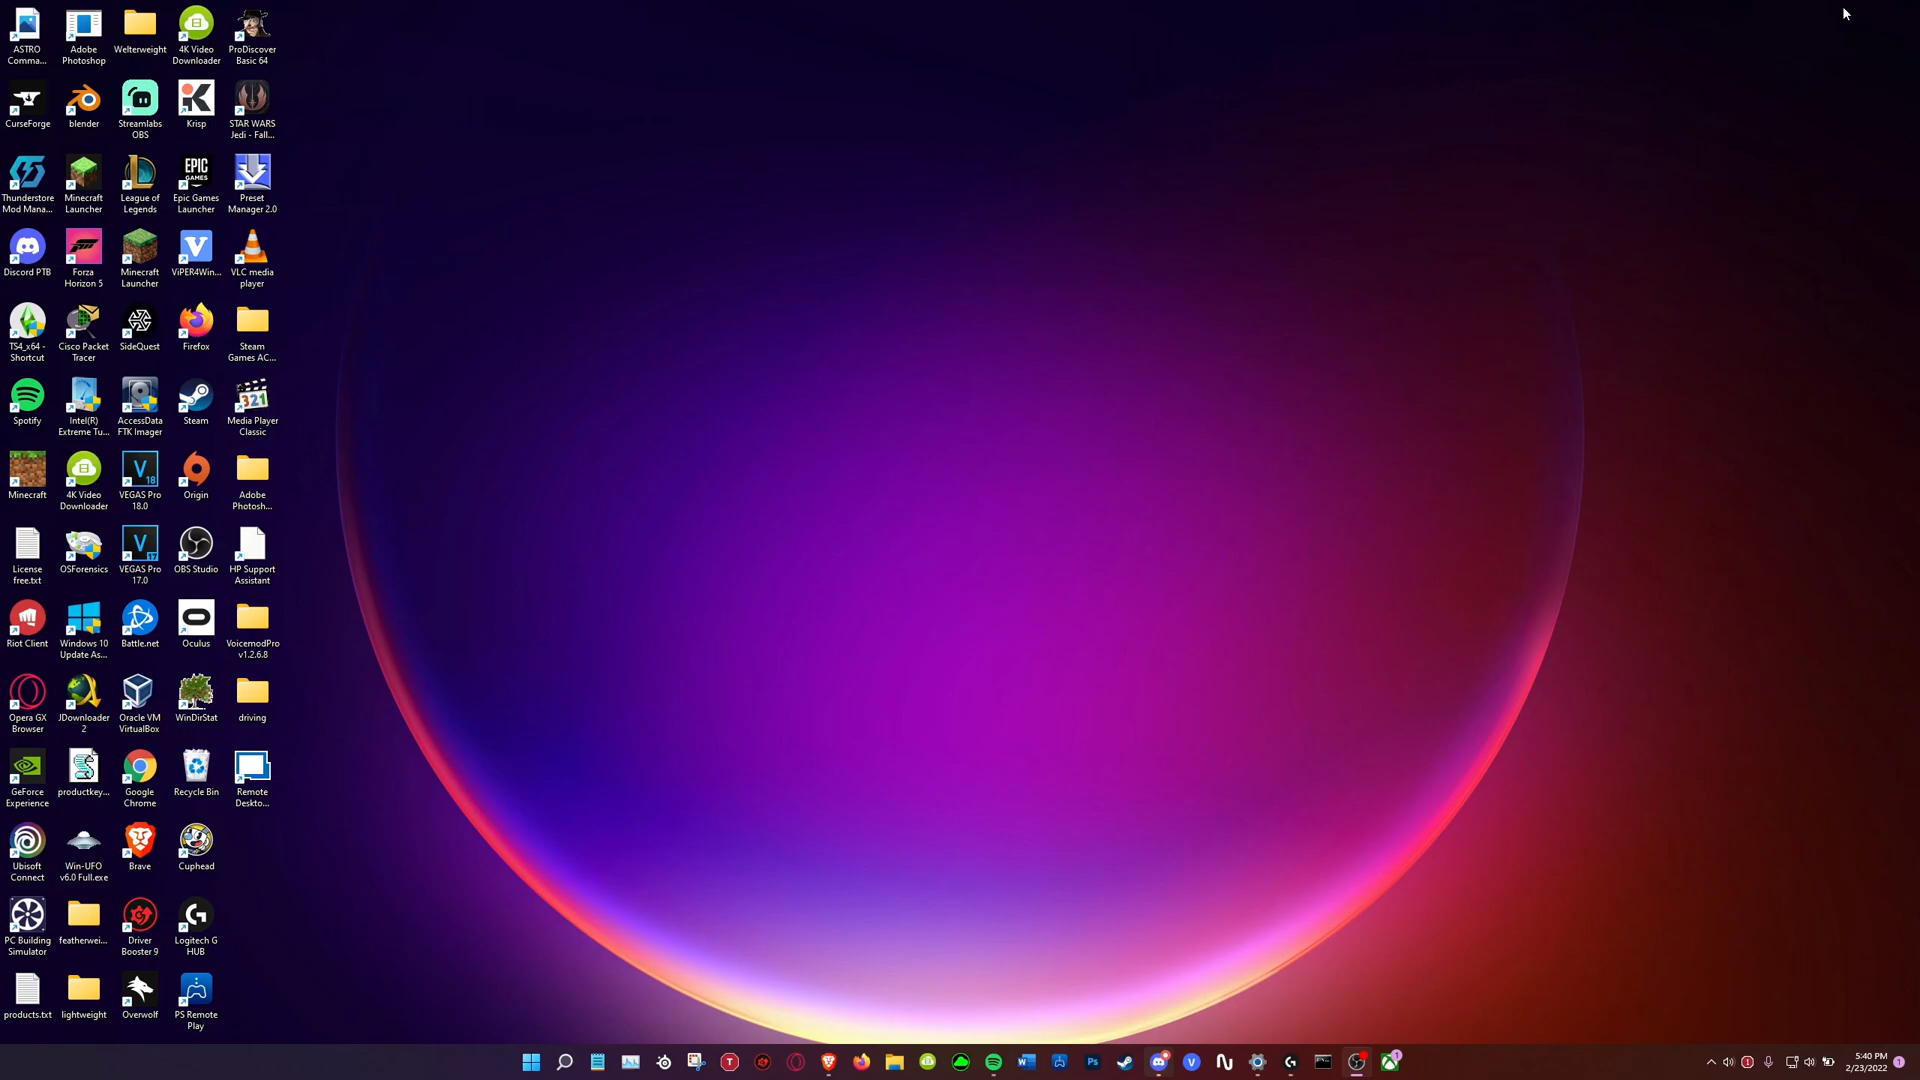 ASTRO
Comma...
Adobe
Photoshop
Welterweight
4K Video
Downloader
ProDiscover
Basic 64
CurseForge
blender
Streamlabs
OBS
Krisp
STAR WARS
Jedi - Fall...
Thunderstore
Mod Mana...
Minecraft
Launcher
League of
Legends
EPIC
GAMES
Epic Games
Launcher
Preset
Manager 2.0
Discord PTB
Forza
Horizon 5
Minecraft
Launcher
ViPER4Win...
VLC media
player
TS4_x64 -
Shortcut
Cisco Packet
Tracer
SideQuest
Firefox
Steam
Games AC...
Spotify
Intel(R)
Extreme Tu...
AccessData
FTK Imager
Steam
321
Media Player
Classic
Minecraft
4K Video
Downloader
V
18
VEGAS Pro
18.0
Origin
Adobe
Photosh...
License
free.txt
OSForensics
V
17
VEGAS Pro
17.0
OBS Studio
HP Support
Assistant
Riot Client
Windows 10
Update As...
Battle.net
Oculus
VoicemodPro
v1.2.6.8
Opera GX
Browser
JDownloader
2
Oracle VM
VirtualBox
WinDirStat
driving
GeForce
Experience
productkey...
Google
Chrome
Recycle Bin
Remote
Deskto...
Ubisoft
Connect
Win-UFO
v6.0 Full.exe
Brave
Cuphead
PC Building
Simulator
featherwei...
Driver
Booster 9
Logitech G
HUB
products.txt
lightweight
Overwolf
PS Remote
Play
T
W
Ps
V
1
5:40 PM
2/23/2022
1